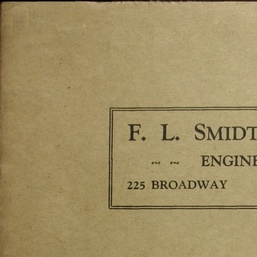 F. L. SMIDT
~ ~ ENGINE
225 BROADWAY